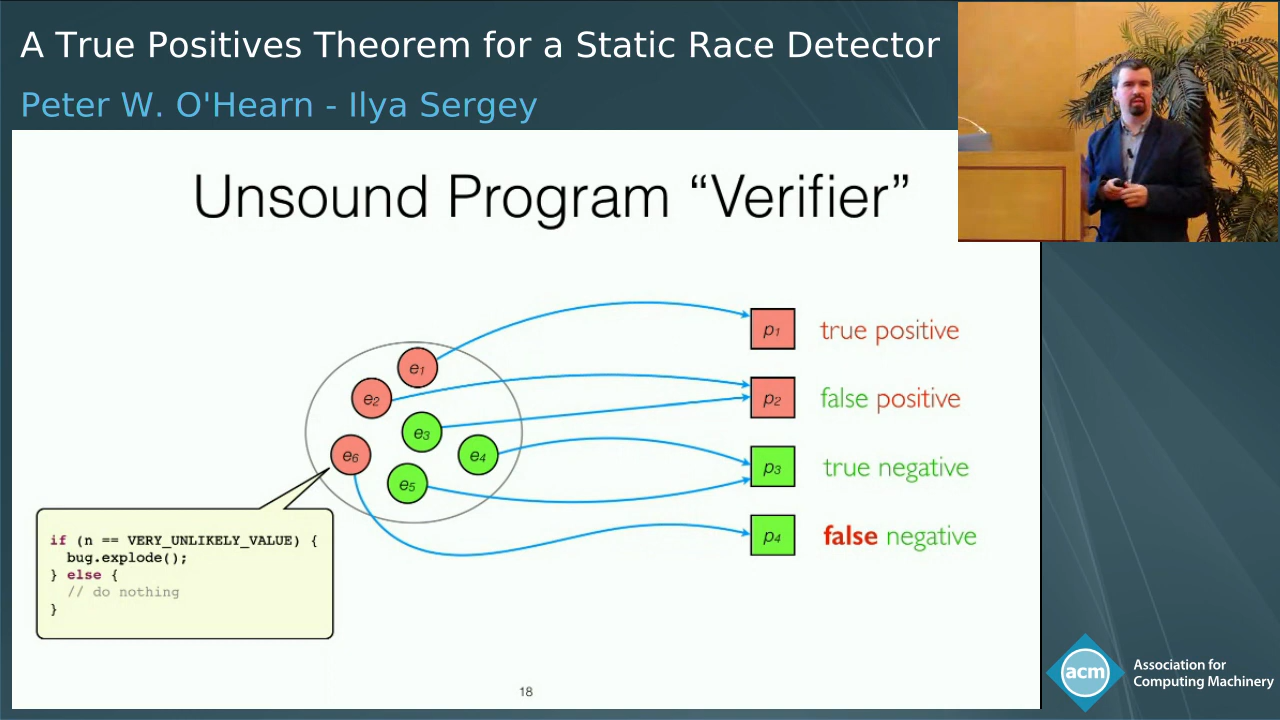 A True Positives Theorem for a Static Race Detector
Peter W. O'Hearn - Ilya Sergey
Unsound Program “Verifier”
e1
e2
e3
e4
e5
e6
p1 true positive
p2 false positive
p3 true negative
p4 false negative
if (n == VERY_UNLIKELY_VALUE) {
bug.explode();
} else {
// do nothing
}
18
acm
Association for
Computing Machinery